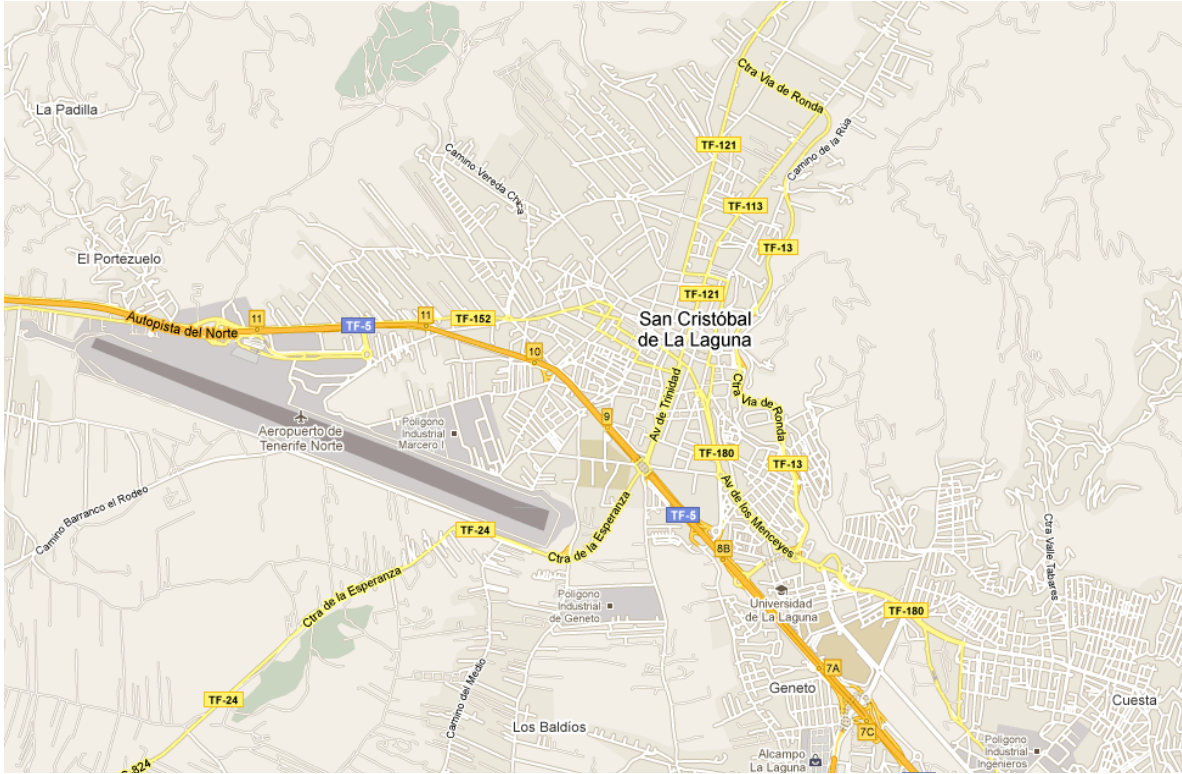 Ctra Via de Ronda
La Padilla
TF-121
Camino de la Rúa
Camino Vereda Chica
TF-113
TF-13
El Portezuelo
TF-121
11
Autopista del Norte
TF-5
11
TF-152
San Cristóbal
de La Laguna
10
Av de Trinidad
Ctra Via de Ronda
9
Aeropuerto de
Tenerife Norte
Poligono
Industrial
Marcero I
TF-180
TF-13
Camino Barranco el Rodeo
Av de los Menceyes
TF-5
TF-24
Ctra de la Esperanza
8B
Ctra Valle Tabares
Ctra de la Esperanza
Poligono
Industrial
de Geneto
Universidad
de La Laguna
TF-180
7A
Geneto
TF-24
Camino del Medio
Cuesta
Los Baldíos
7C
Poligono
Industrial
Ingenieros
Alcampo
La Laguna